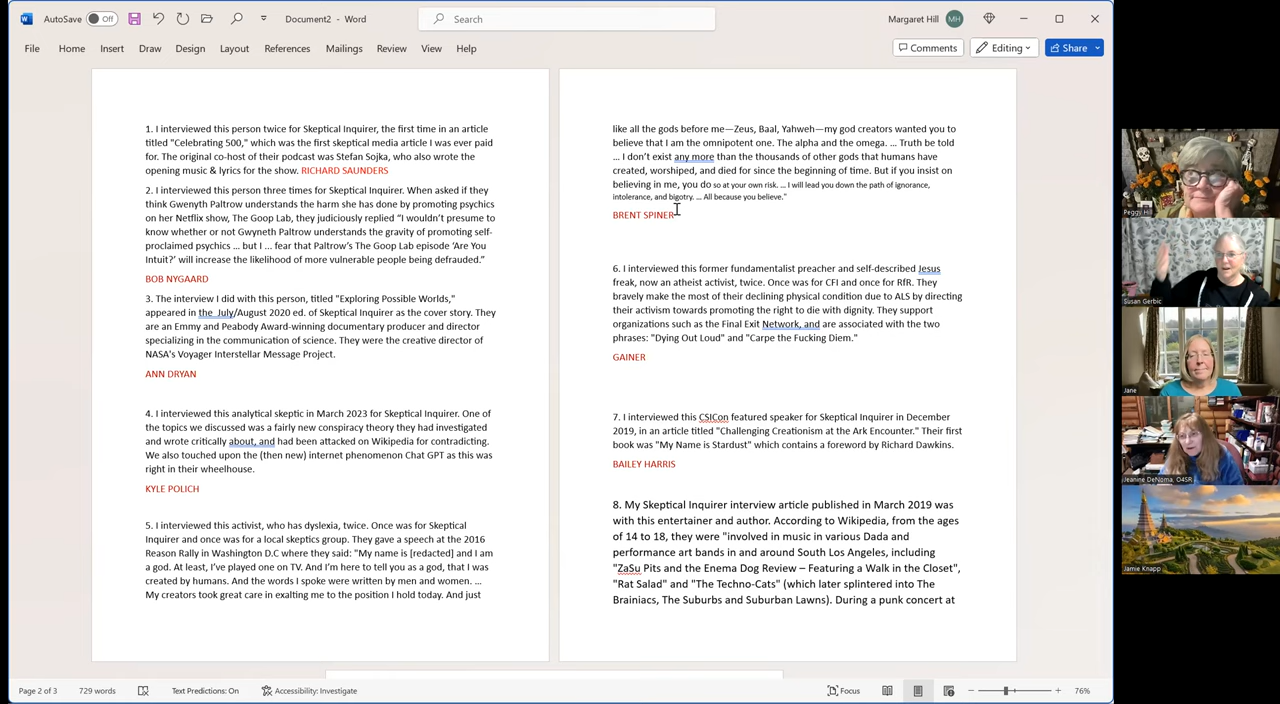 AutoSave Off
Document2 - Word
Search
Margaret Hill MH
File Home Insert Draw Design Layout References Mailings Review View Help
Comments Editing Share
1. I interviewed this person twice for Skeptical Inquirer, the first time in an article
titled "Celebrating 500," which was the first skeptical media article I was ever paid
for. The original co-host of their podcast was Stefan Sojka, who also wrote the
opening music & lyrics for the show. RICHARD SAUNDERS
2. I interviewed this person three times for Skeptical Inquirer. When asked if they
think Gwenyth Paltrow understands the harm she has done by promoting psychics
on her Netflix show, The Goop Lab, they judiciously replied “I wouldn’t presume to
know whether or not Gwyneth Paltrow understands the gravity of promoting self-
proclaimed psychics … but I … fear that Paltrow’s The Goop Lab episode ‘Are You
Intuit?’ will increase the likelihood of more vulnerable people being defrauded.”
BOB NYGAARD
3. The interview I did with this person, titled "Exploring Possible Worlds,"
appeared in the July/August 2020 ed. of Skeptical Inquirer as the cover story. They
are an Emmy and Peabody Award-winning documentary producer and director
specializing in the communication of science. They were the creative director of
NASA's Voyager Interstellar Message Project.
ANN DRYAN
4. I interviewed this analytical skeptic in March 2023 for Skeptical Inquirer. One of
the topics we discussed was a fairly new conspiracy theory they had investigated
and wrote critically about, and had been attacked on Wikipedia for contradicting.
We also touched upon the (then new) internet phenomenon Chat GPT as this was
right in their wheelhouse.
KYLE POLICH
5. I interviewed this activist, who has dyslexia, twice. Once was for Skeptical
Inquirer and once was for a local skeptics group. They gave a speech at the 2016
Reason Rally in Washington D.C where they said: "My name is [redacted] and I am
a god. At least, I’ve played one on TV. And I’m here to tell you as a god, that I was
created by humans. And the words I spoke were written by men and women. …
My creators took great care in exalting me to the position I hold today. And just
like all the gods before me—Zeus, Baal, Yahweh—my god creators wanted you to
believe that I am the omnipotent one. The alpha and the omega. … Truth be told
… I don’t exist any more than the thousands of other gods that humans have
created, worshiped, and died for since the beginning of time. But if you insist on
believing in me, you do so at your own risk. … I will lead you down the path of ignorance,
intolerance, and bigotry. … All because you believe."
BRENT SPINER
6. I interviewed this former fundamentalist preacher and self-described Jesus
freak, now an atheist activist, twice. Once was for CFI and once for RfR. They
bravely make the most of their declining physical condition due to ALS by directing
their activism towards promoting the right to die with dignity. They support
organizations such as the Final Exit Network, and are associated with the two
phrases: "Dying Out Loud" and "Carpe the Fucking Diem."
GAINER
7. I interviewed this CSICon featured speaker for Skeptical Inquirer in December
2019, in an article titled "Challenging Creationism at the Ark Encounter." Their first
book was "My Name is Stardust" which contains a foreword by Richard Dawkins.
BAILEY HARRIS
8. My Skeptical Inquirer interview article published in March 2019 was
with this entertainer and author. According to Wikipedia, from the ages
of 14 to 18, they were "involved in music in various Dada and
performance art bands in and around South Los Angeles, including
"ZaSu Pits and the Enema Dog Review – Featuring a Walk in the Closet",
"Rat Salad" and "The Techno-Cats" (which later splintered into The
Brainiacs, The Suburbs and Suburban Lawns). During a punk concert at
Peggy Hill
Susan Gerbic
Jane
Jeanine DeNoma, O4SR
Jamie Knapp
Page 2 of 3 729 words Text Predictions: On Accessibility: Investigate Focus 76%